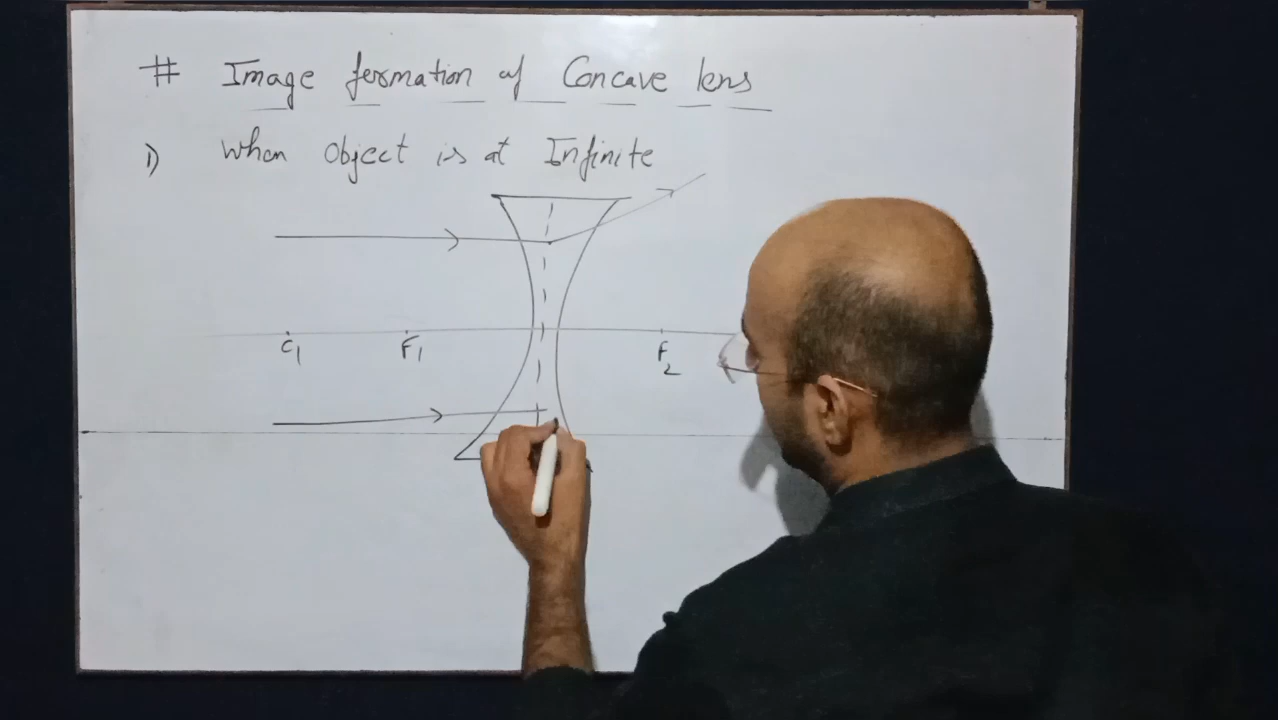 # Image formation of Concave lens
1) When Object is at Infinite
C1 F1 F2